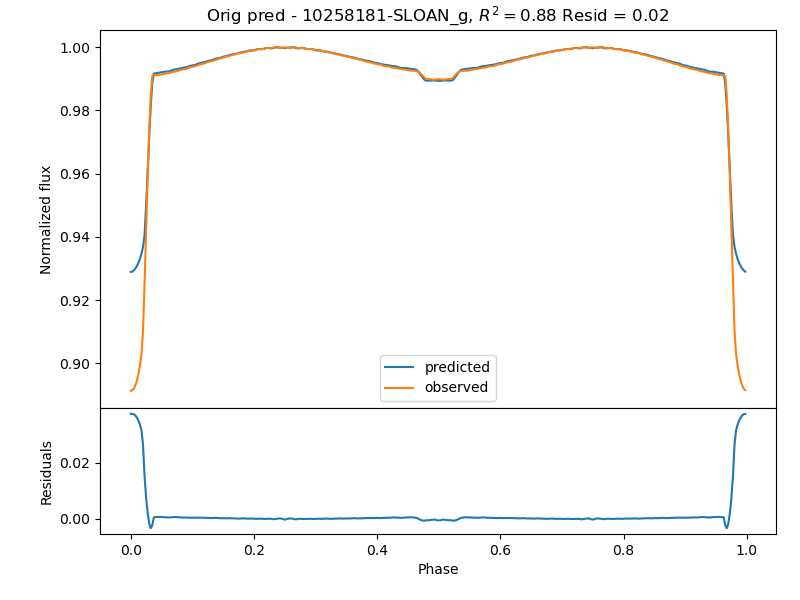 Orig pred - 10258181-SLOAN_g, R² = 0.88 Resid = 0.02
1.00
0.98
0.96
0.94
0.92
0.90
Normalized flux
predicted
observed
0.02
0.00
Residuals
0.0 0.2 0.4 0.6 0.8 1.0
Phase